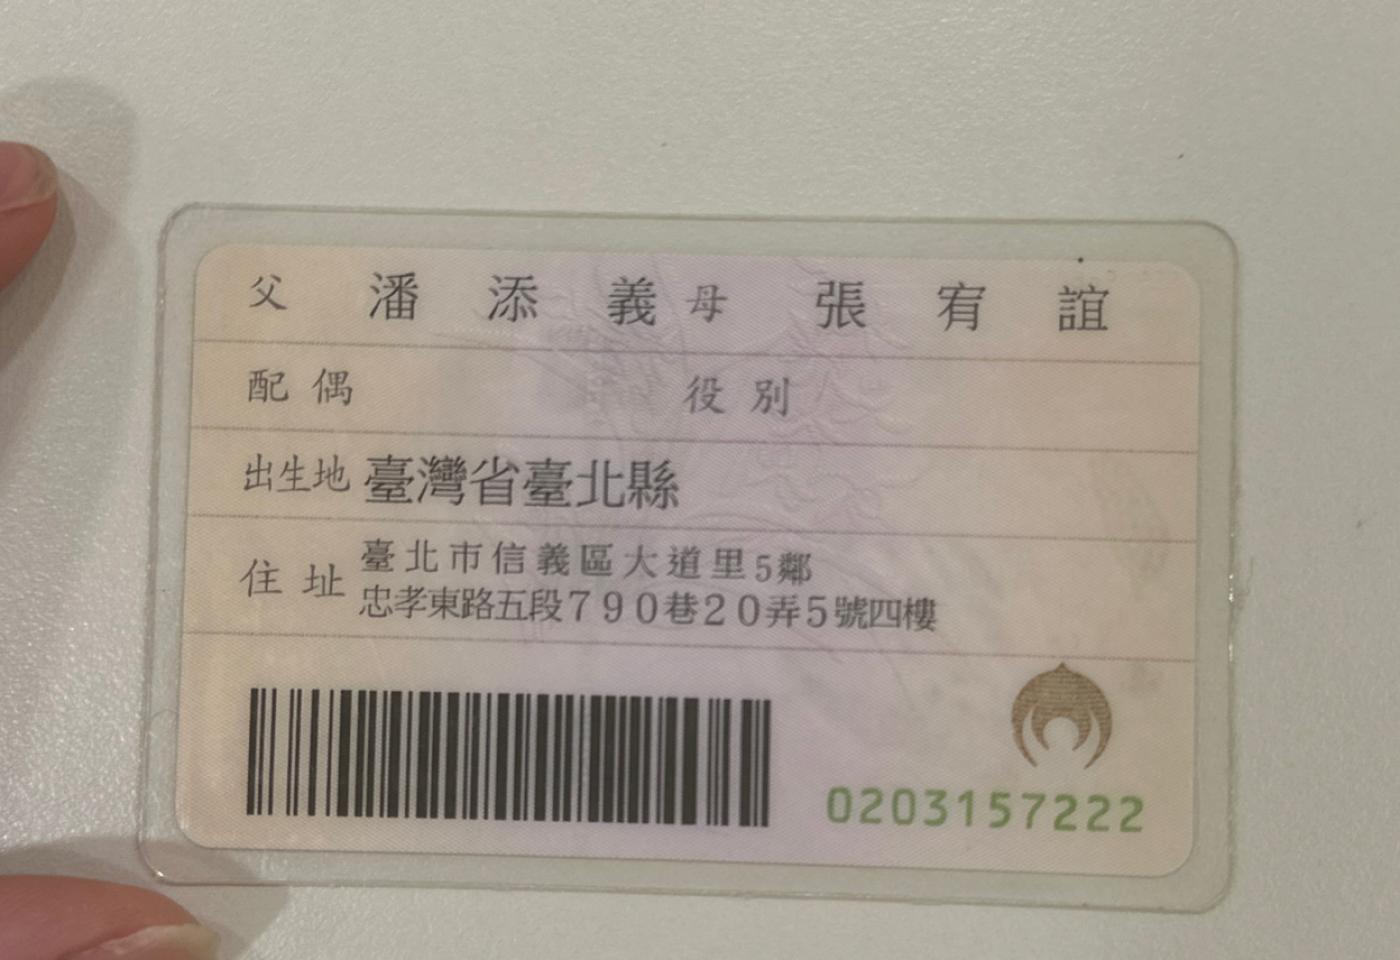 父 潘添義 母 張宥誼
配偶 役別
出生地 臺灣省臺北縣
住址 臺北市信義區大道里5鄰
忠孝東路五段790巷20弄5號四樓
0203157222